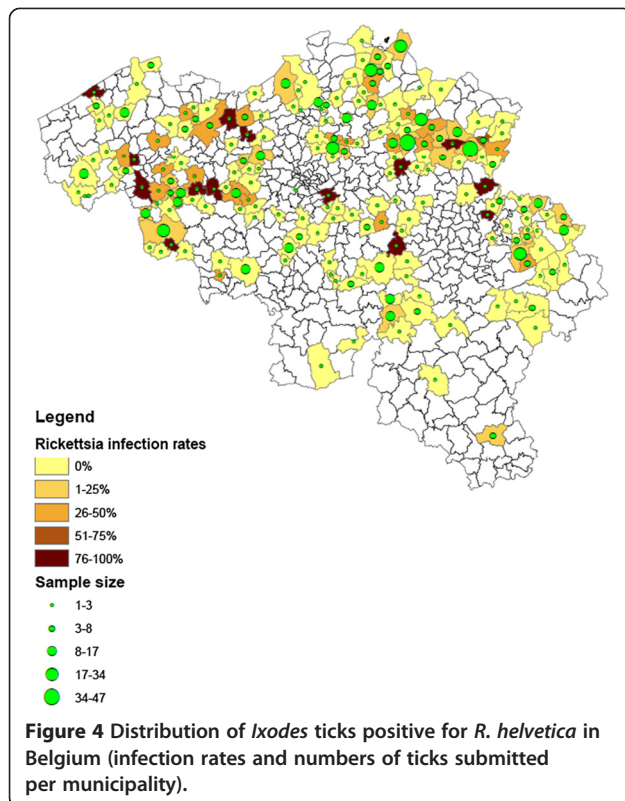 Legend
Rickettsia infection rates
0%
1-25%
26-50%
51-75%
76-100%
Sample size
1-3
3-8
8-17
17-34
34-47
Figure 4 Distribution of Ixodes ticks positive for R. helvetica in
Belgium (infection rates and numbers of ticks submitted
per municipality).